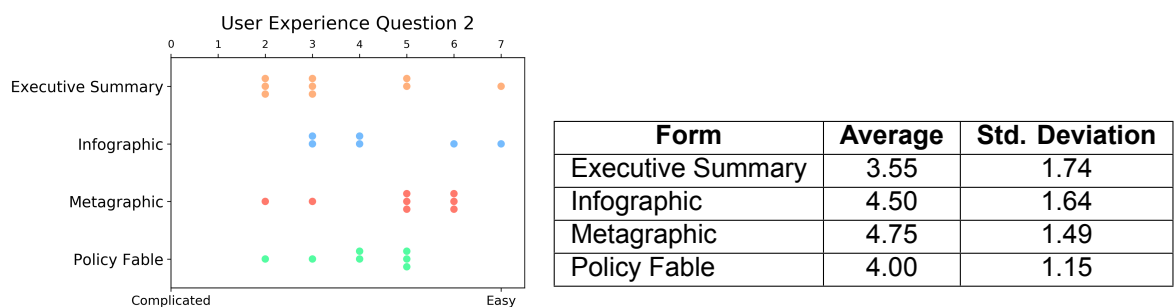 User Experience Question 2
0 1 2 3 4 5 6 7
Executive Summary
Infographic
Metagraphic
Policy Fable
Complicated Easy
Form Average Std. Deviation
Executive Summary 3.55 1.74
Infographic 4.50 1.64
Metagraphic 4.75 1.49
Policy Fable 4.00 1.15